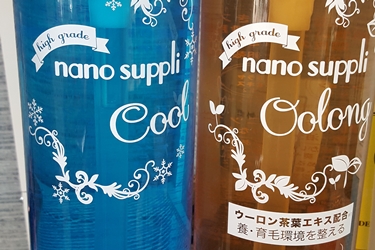 high grade
nano suppli
Cool
high grade
nano suppli
Oolong
ウーロン茶葉エキス配合
養・育毛環境を整える